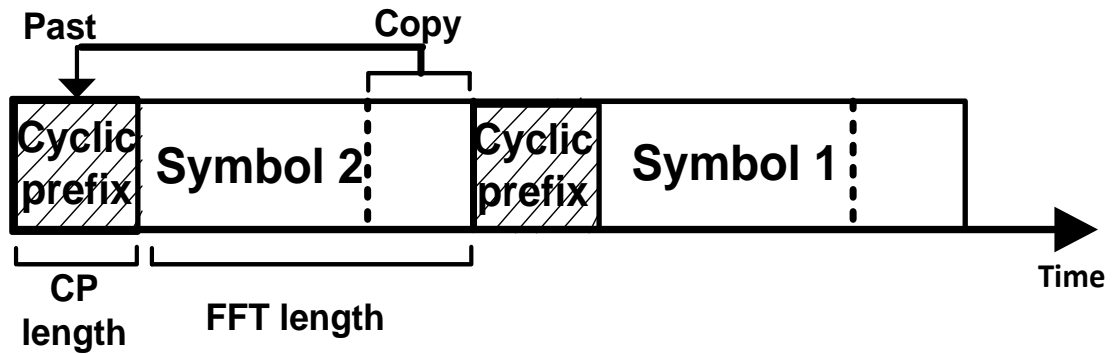 Past
Copy
Cyclic
prefix
Symbol 2
Cyclic
prefix
Symbol 1
Time
CP
length
FFT length